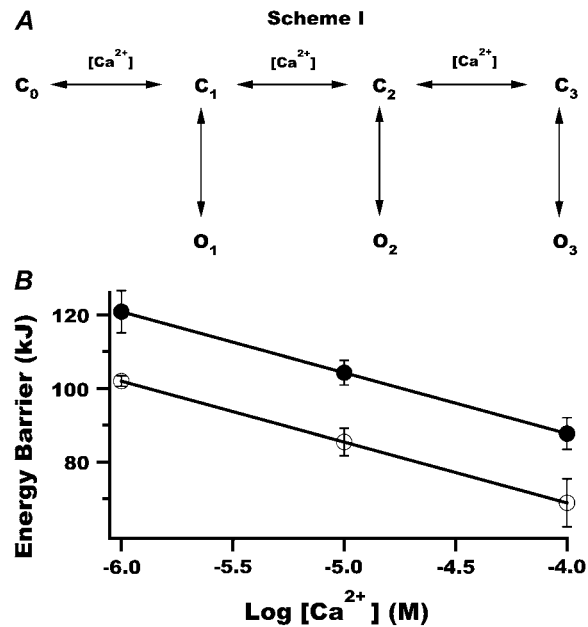 A
Scheme I
[Ca²⁺] [Ca²⁺] [Ca²⁺]
C₀ C₁ C₂ C₃
O₁ O₂ O₃
B
Energy Barrier (kJ)
120
100
80
-6.0 -5.5 -5.0 -4.5 -4.0
Log [Ca²⁺] (M)